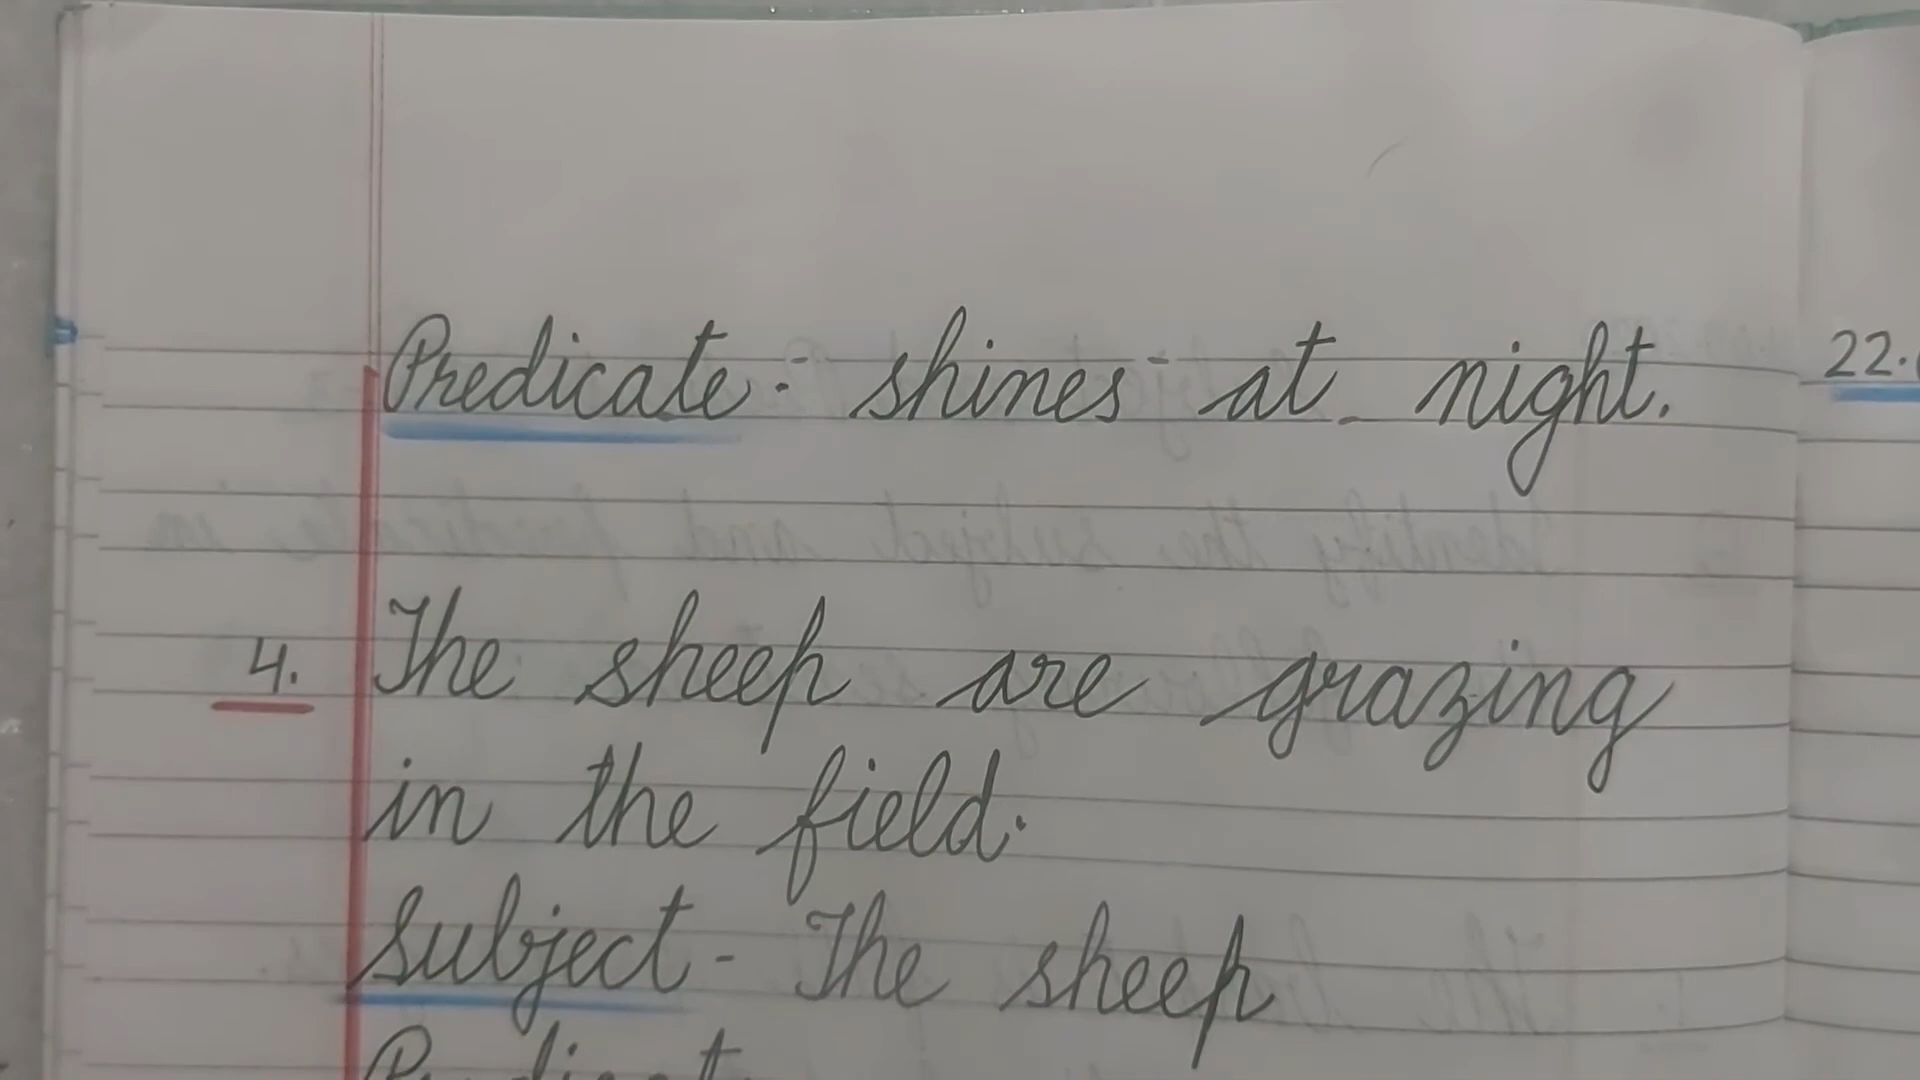 Predicate :- shines at night.
22.
4. The sheep are grazing
in the field.
Subject - The sheep